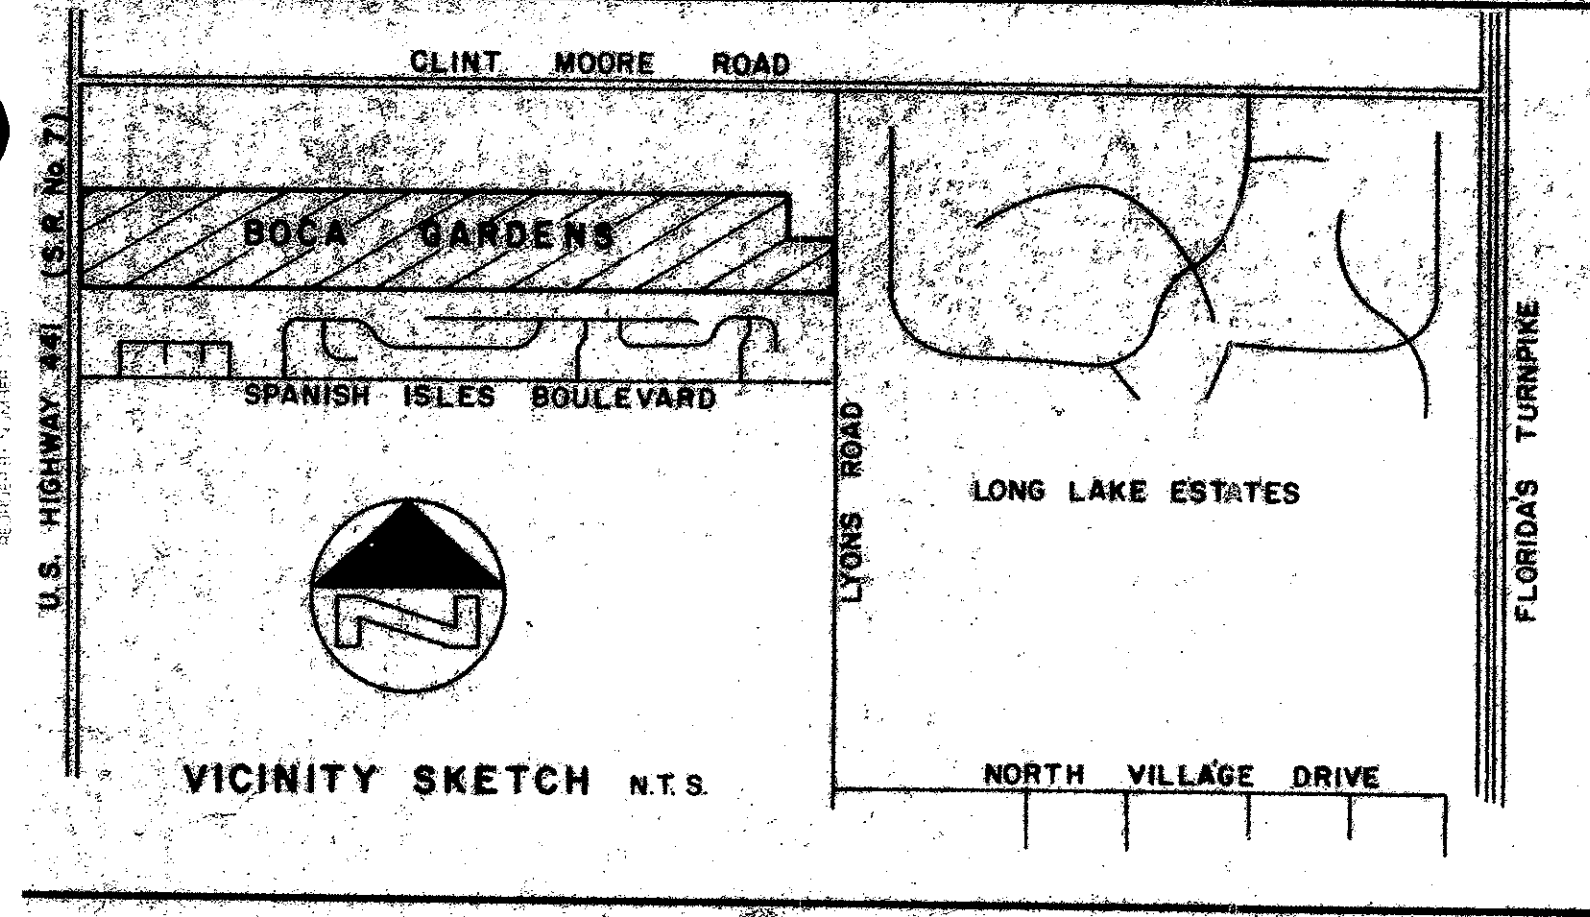 CLINT MOORE ROAD
U.S. HIGHWAY 441 (S.R. No. 7)
BOCA GARDENS
SPANISH ISLES BOULEVARD
LYONS ROAD
LONG LAKE ESTATES
FLORIDA'S TURNPIKE
N
VICINITY SKETCH N.T.S.
NORTH VILLAGE DRIVE